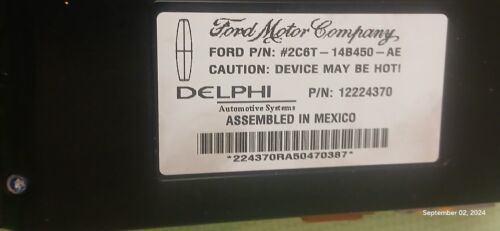 Ford Motor Company
FORD P/N: #2C6T-14B450-AE
CAUTION: DEVICE MAY BE HOT!
DELPHI P/N: 12224370
Automotive Systems
ASSEMBLED IN MEXICO
*224370RA50470387*
September 02, 2024